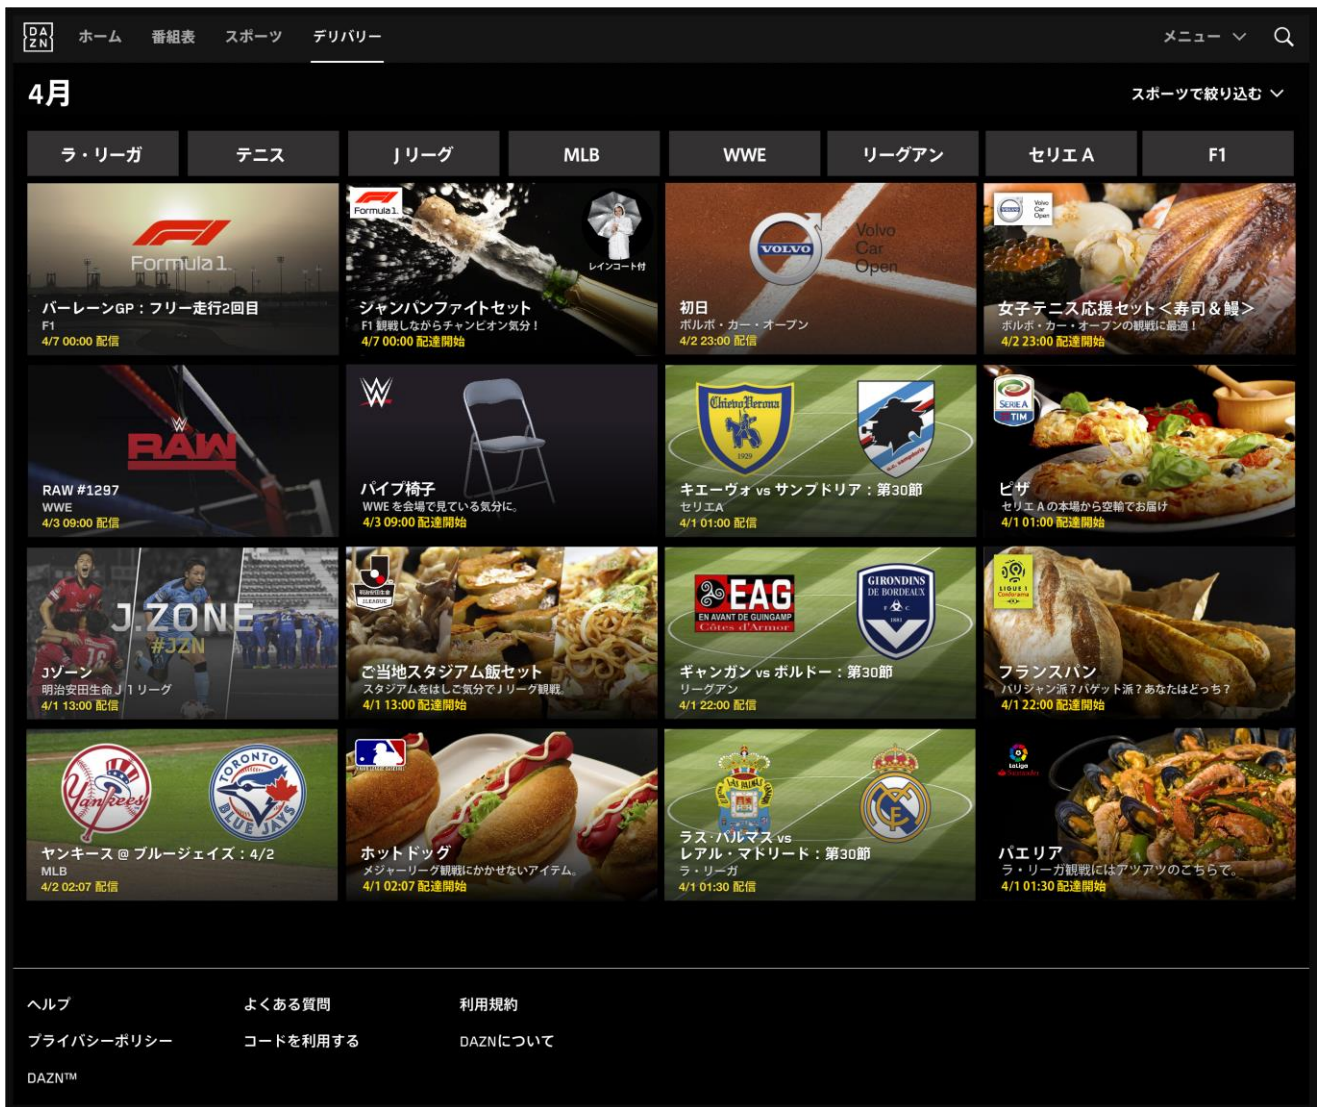 DAZN
ホーム 番組表 スポーツ デリバリー メニュー
4月 スポーツで絞り込む
ラ・リーガ テニス Jリーグ MLB WWE リーグアン セリエA F1
Formula1
バーレーンGP：フリー走行2回目
F1
4/7 00:00 配信
Formula1
レインコート付
シャンパンファイトセット
F1 観戦しながらチャンピオン気分！
4/7 00:00 配達開始
VOLVO
Volvo
Car
Open
初日
ボルボ・カー・オープン
4/2 23:00 配信
Volvo
Car
Open
女子テニス応援セット＜寿司＆鰻＞
ボルボ・カー・オープンの観戦に最適！
4/2 23:00 配達開始
RAW
RAW #1297
WWE
4/3 09:00 配信
パイプ椅子
WWE を会場で見ている気分に。
4/3 09:00 配達開始
Chievo Verona
1929
u.c. sampdoria
キエーヴォ vs サンプドリア：第30節
セリエA
4/1 01:00 配信
SERIE A
TIM
ピザ
セリエ A の本場から空輸でお届け
4/1 01:00 配達開始
J.ZONE
#JZN
Jゾーン
明治安田生命J1リーグ
4/1 13:00 配信
明治安田生命
J.LEAGUE
ご当地スタジアム飯セット
スタジアムをはしご気分でJリーグ観戦。
4/1 13:00 配達開始
EAG
EN AVANT DE GUINGAMP
Côtes d'Armor
GIRONDINS
DE BORDEAUX
F C
1881
ギャンガン vs ボルドー：第30節
リーグアン
4/1 22:00 配信
LIGUE 1
Conforama
フランスパン
パリジャン派？バゲット派？あなたはどっち？
4/1 22:00 配達開始
Yankees
TORONTO
BLUE JAYS
ヤンキース @ ブルージェイズ：4/2
MLB
4/2 02:07 配信
ホットドッグ
メジャーリーグ観戦にかかせないアイテム。
4/1 02:07 配達開始
LAS PALMAS
ラス・パルマス vs
レアル・マドリード：第30節
ラ・リーガ
4/1 01:30 配信
LaLiga
パエリア
ラ・リーガ観戦にはアツアツのこちらで。
4/1 01:30 配達開始
ヘルプ よくある質問 利用規約
プライバシーポリシー コードを利用する DAZNについて
DAZN™